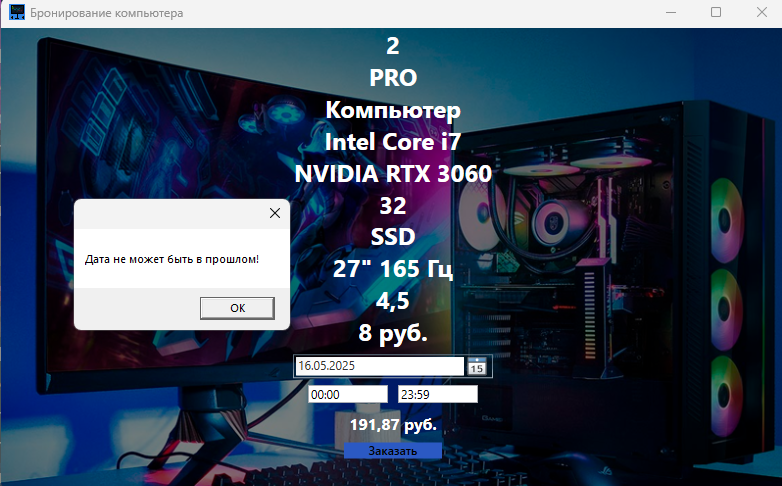 Бронирование компьютера
2
PRO
Компьютер
Intel Core i7
NVIDIA RTX 3060
32
SSD
27" 165 Гц
4,5
8 руб.
Дата не может быть в прошлом!
OK
16.05.2025
15
00:00 23:59
191,87 руб.
Заказать